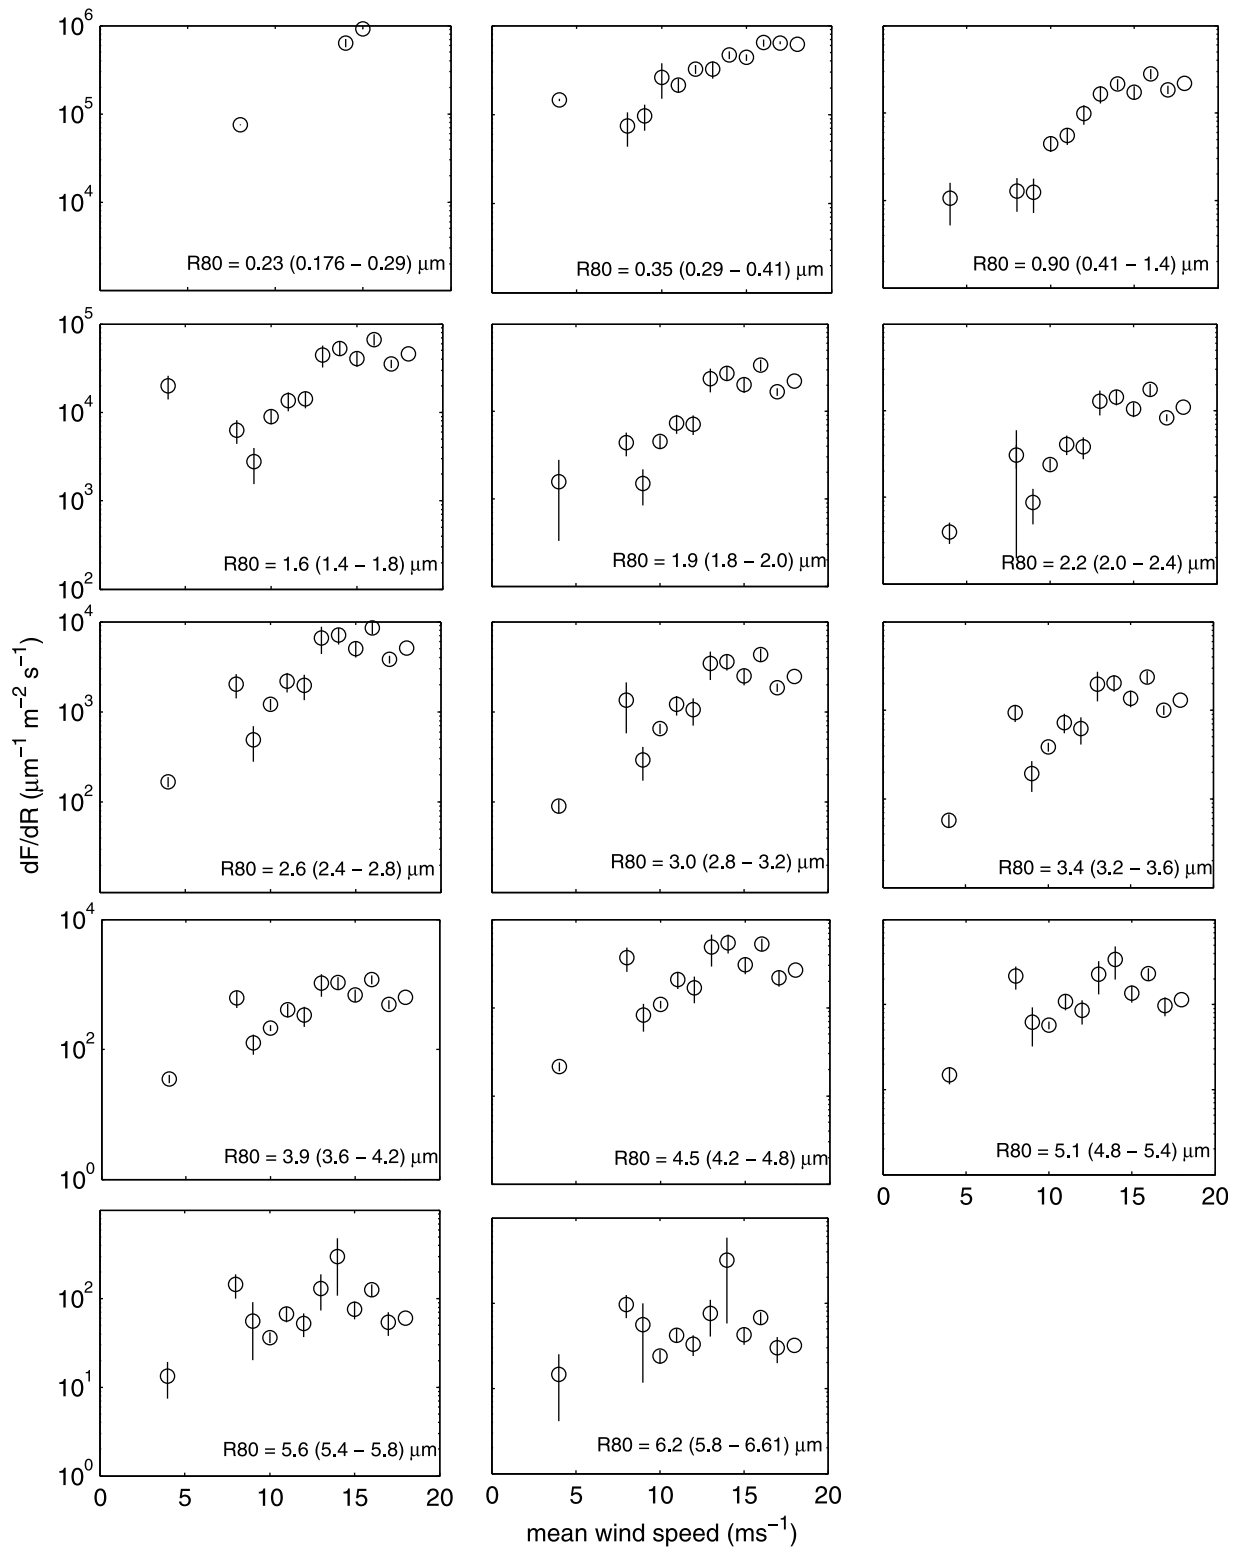 10^6
10^5
10^4
R80 = 0.23 (0.176 − 0.29) μm
R80 = 0.35 (0.29 − 0.41) μm
R80 = 0.90 (0.41 − 1.4) μm
10^5
10^4
10^3
10^2
R80 = 1.6 (1.4 − 1.8) μm
R80 = 1.9 (1.8 − 2.0) μm
R80 = 2.2 (2.0 − 2.4) μm
dF/dR (μm^−1 m^−2 s^−1)
10^4
10^3
10^2
R80 = 2.6 (2.4 − 2.8) μm
R80 = 3.0 (2.8 − 3.2) μm
R80 = 3.4 (3.2 − 3.6) μm
10^4
10^2
10^0
R80 = 3.9 (3.6 − 4.2) μm
R80 = 4.5 (4.2 − 4.8) μm
R80 = 5.1 (4.8 − 5.4) μm
0 5 10 15 20
10^2
10^1
10^0
R80 = 5.6 (5.4 − 5.8) μm
R80 = 6.2 (5.8 − 6.61) μm
0 5 10 15 20
0 5 10 15 20
mean wind speed (ms^−1)